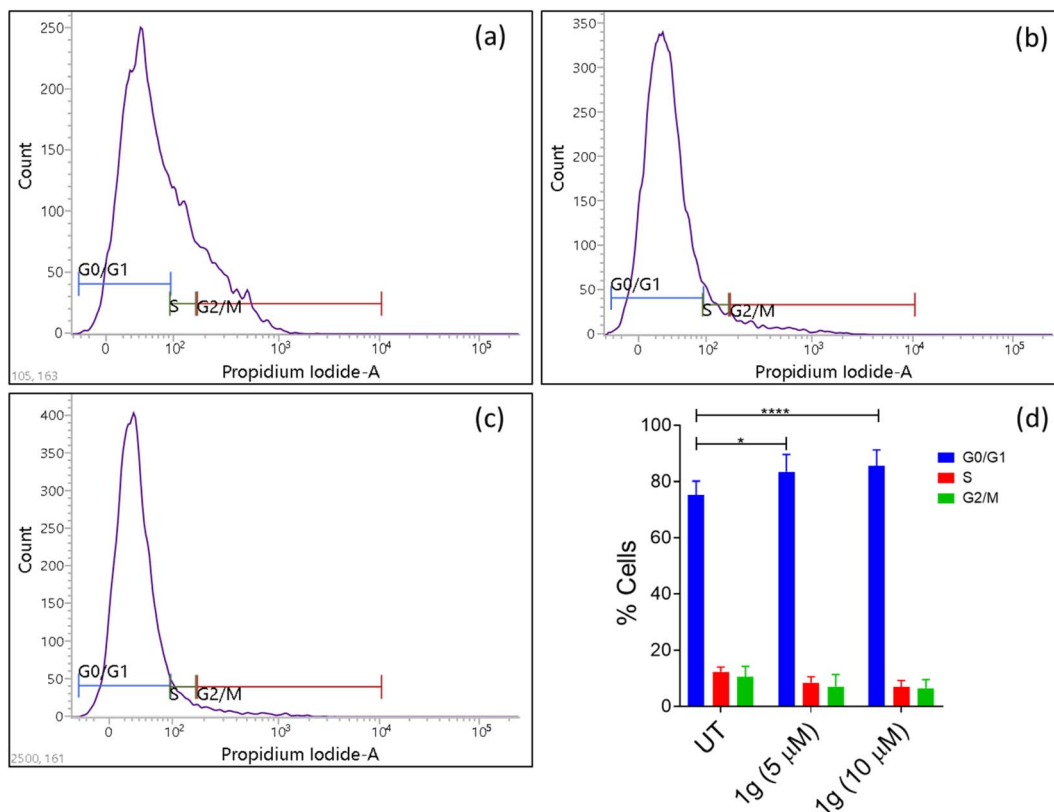 (a)
250
200
150
100
50
0
Count
G0/G1
S
G2/M
0
10²
10³
10⁴
10⁵
Propidium Iodide-A
105, 163
(b)
350
300
250
200
150
100
50
0
Count
G0/G1
S
G2/M
0
10²
10³
10⁴
10⁵
Propidium Iodide-A
(c)
400
350
300
250
200
150
100
50
0
Count
G0/G1
S
G2/M
0
10²
10³
10⁴
10⁵
Propidium Iodide-A
2500, 161
(d)
****
*
100
80
60
40
20
0
% Cells
G0/G1
S
G2/M
UT
1g (5 μM)
1g (10 μM)